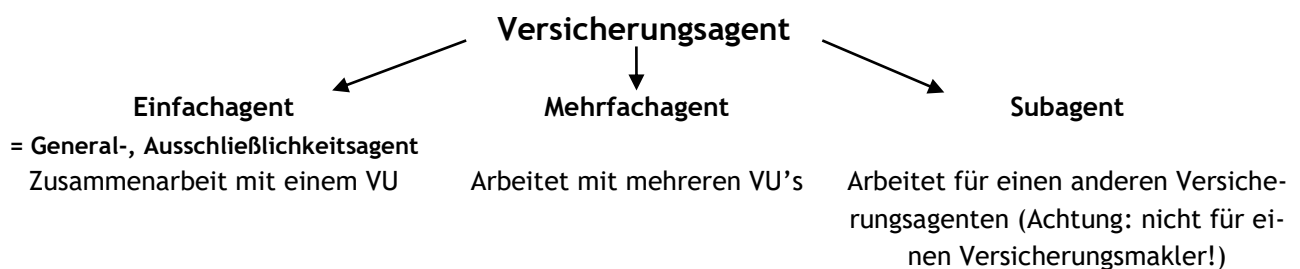 Versicherungsagent
Einfachagent
= General-, Ausschließlichkeitsagent
Zusammenarbeit mit einem VU
Mehrfachagent
Arbeitet mit mehreren VU’s
Subagent
Arbeitet für einen anderen Versiche-
rungsagenten (Achtung: nicht für ei-
nen Versicherungsmakler!)